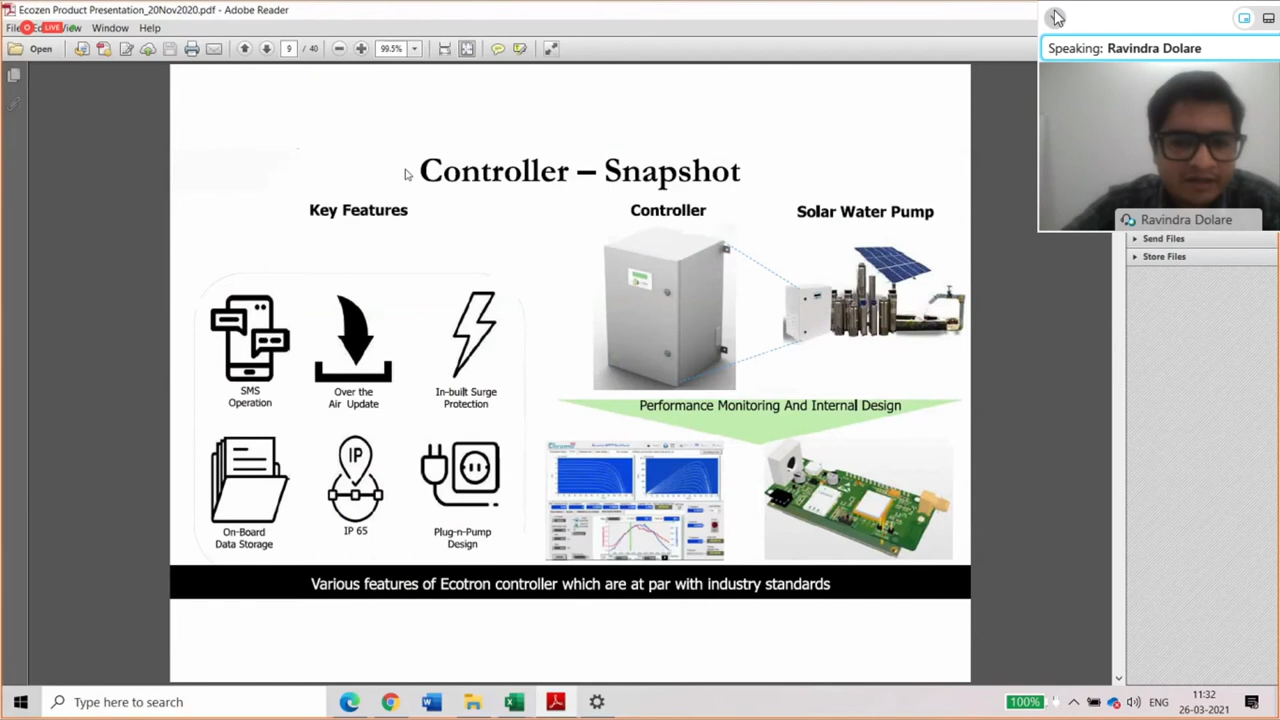 Ecozen Product Presentation_20Nov2020.pdf - Adobe Reader
LIVE
View Window Help
Open
9 / 40
99.5%
Speaking: Ravindra Dolare
Ravindra Dolare
Send Files
Store Files
Controller – Snapshot
Key Features
Controller
Solar Water Pump
SMS
Operation
Over the
Air Update
In-built Surge
Protection
On-Board
Data Storage
IP
IP 65
Plug-n-Pump
Design
Performance Monitoring And Internal Design
Various features of Ecotron controller which are at par with industry standards
Type here to search
100%
ENG
11:32
26-03-2021